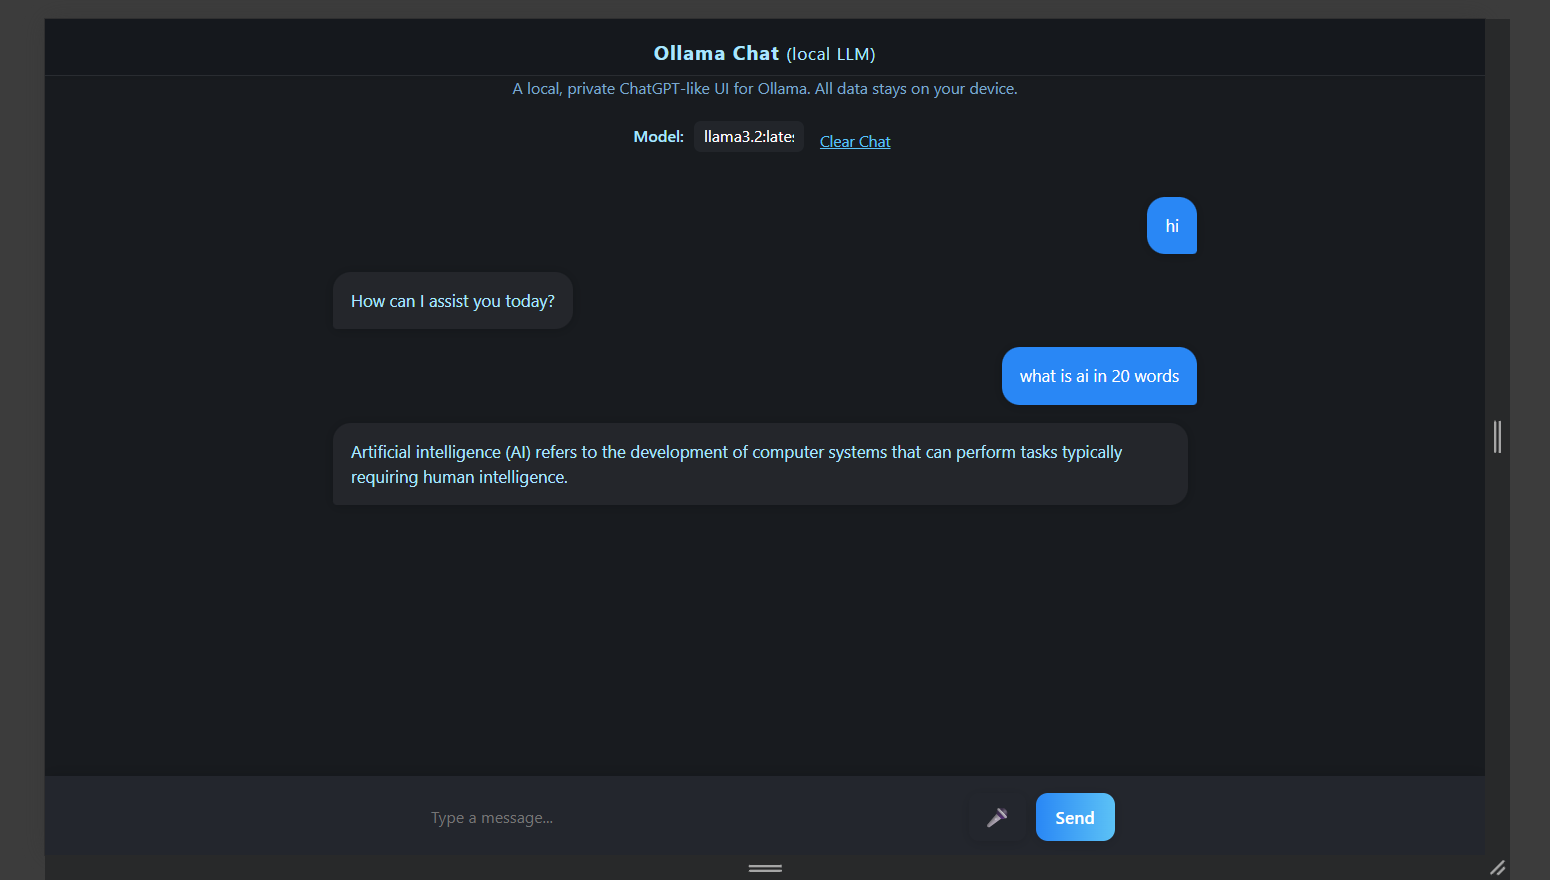 Ollama Chat (local LLM)
A local, private ChatGPT-like UI for Ollama. All data stays on your device.
Model: llama3.2:late Clear Chat
hi
How can I assist you today?
what is ai in 20 words
Artificial intelligence (AI) refers to the development of computer systems that can perform tasks typically
requiring human intelligence.
Type a message... Send